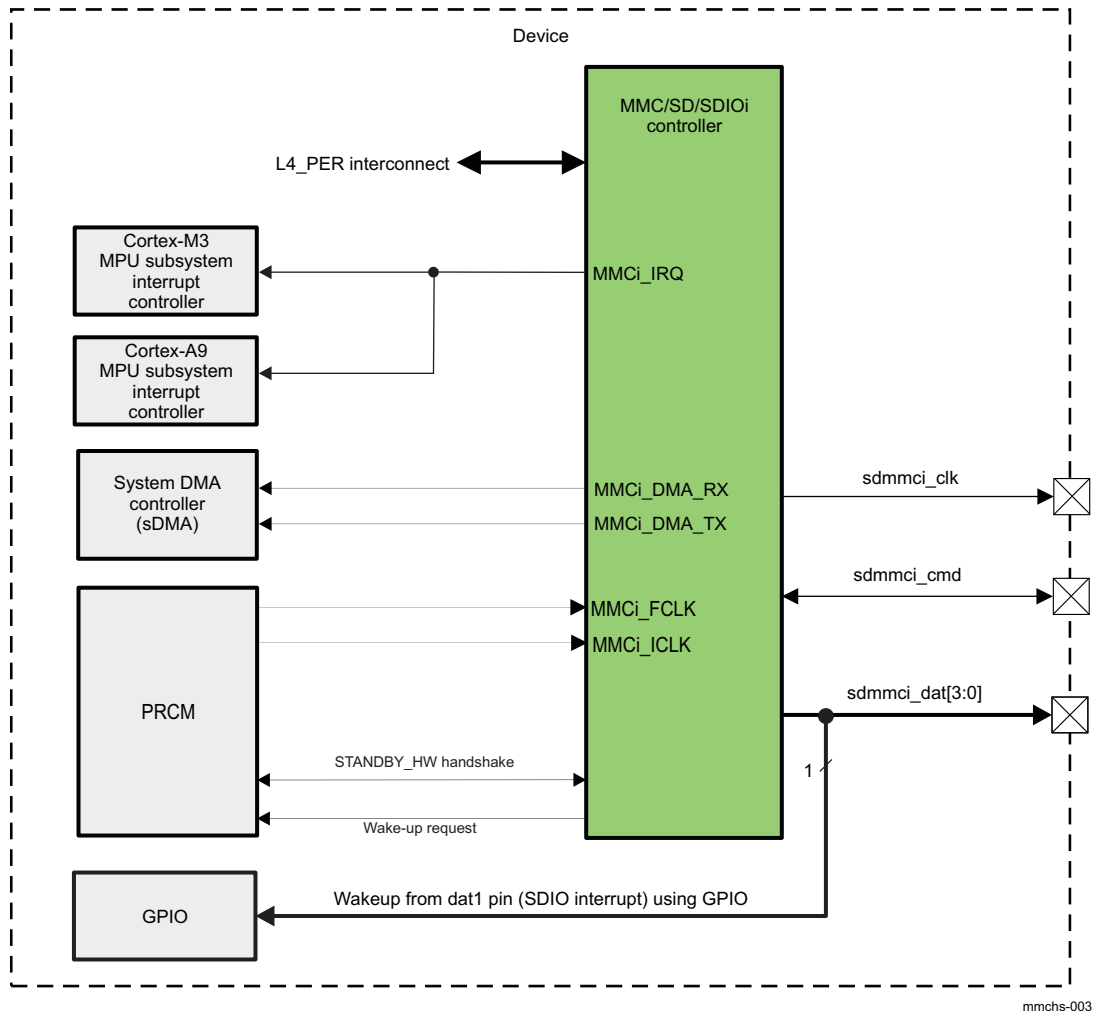 Device
MMC/SD/SDIOi
controller
L4_PER interconnect
Cortex-M3
MPU subsystem
interrupt
controller
MMCi_IRQ
Cortex-A9
MPU subsystem
interrupt
controller
System DMA
controller
(sDMA)
MMCi_DMA_RX
MMCi_DMA_TX
sdmmci_clk
sdmmci_cmd
MMCi_FCLK
MMCi_ICLK
PRCM
sdmmci_dat[3:0]
STANDBY_HW handshake
1
Wake-up request
Wakeup from dat1 pin (SDIO interrupt) using GPIO
GPIO
mmchs-003